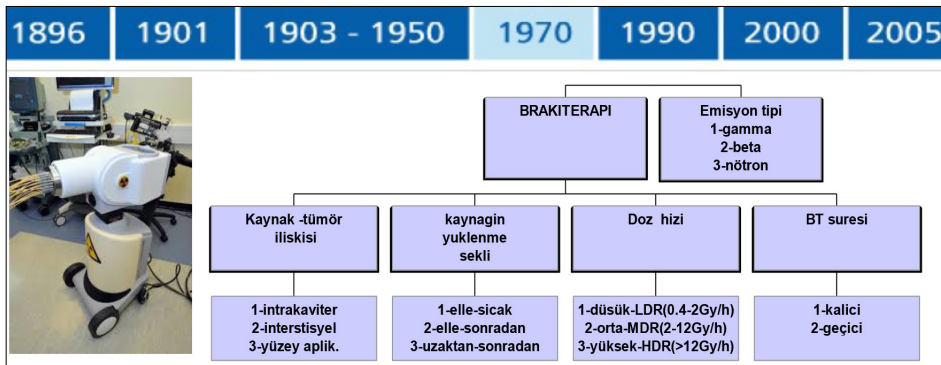 1896 1901 1903 - 1950 1970 1990 2000 2005
BRAKITERAPI
Emisyon tipi
1-gamma
2-beta
3-nötron
Kaynak -tümör
iliskisi
kaynagin
yuklenme
sekli
Doz hizi
BT suresi
1-intrakaviter
2-interstisyel
3-yüzey aplik.
1-elle-sicak
2-elle-sonradan
3-uzaktan-sonradan
1-düsük-LDR(0.4-2Gy/h)
2-orta-MDR(2-12Gy/h)
3-yüksek-HDR(>12Gy/h)
1-kalici
2-geçici